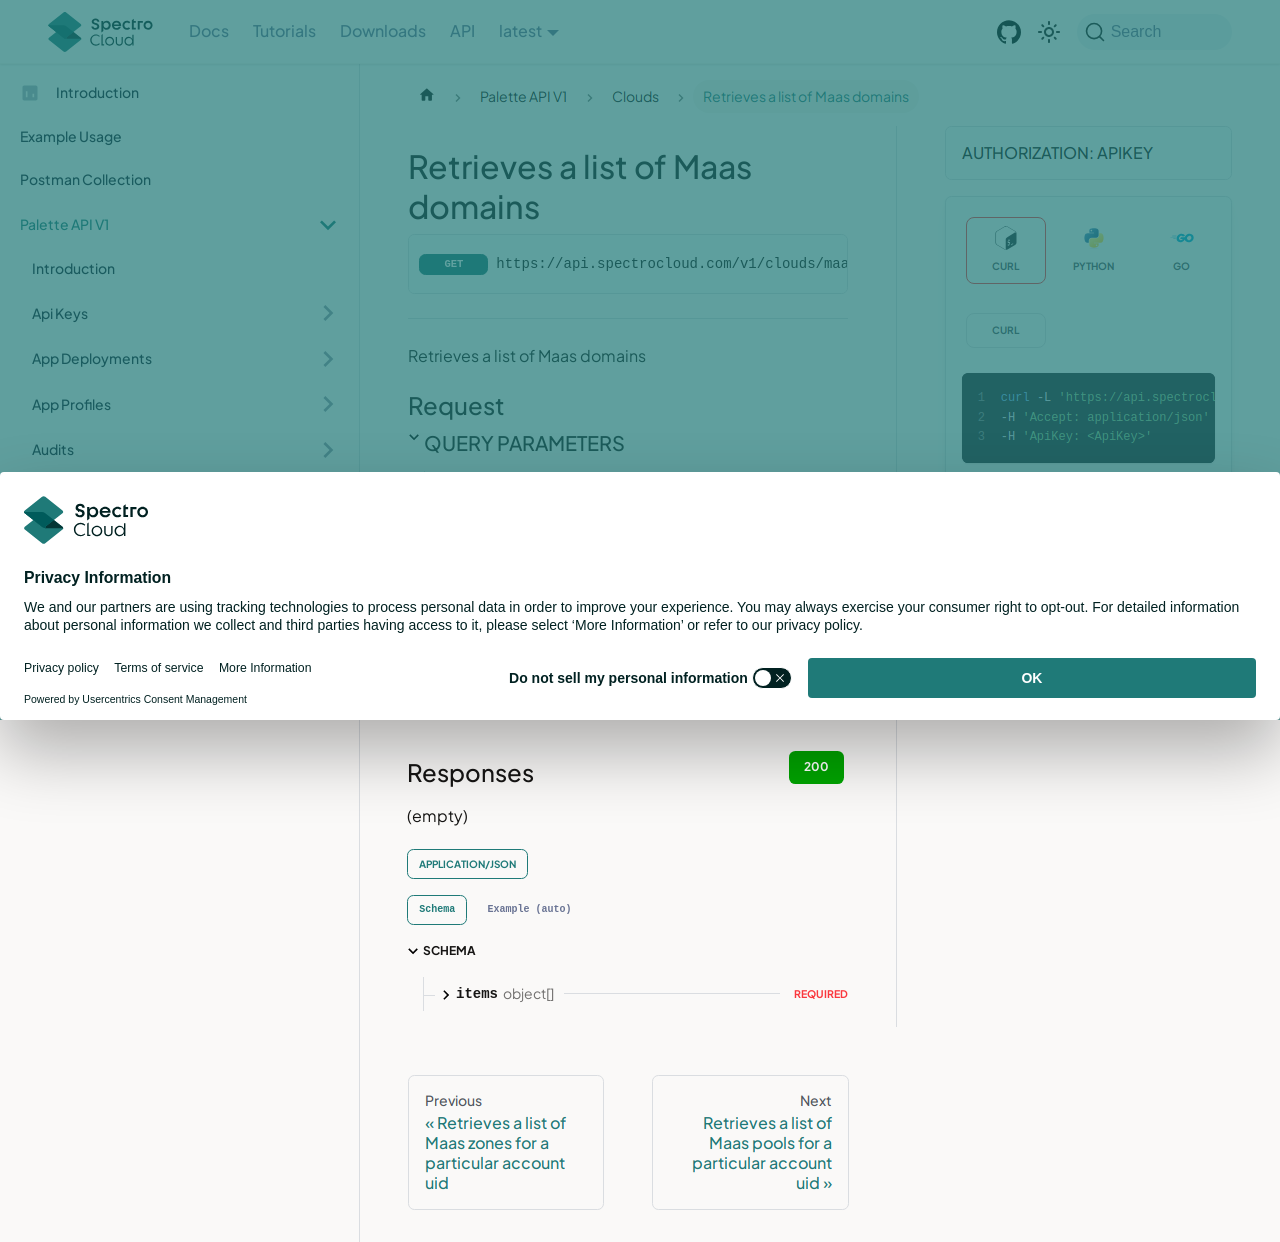 Spectro
Cloud
Docs
Tutorials
Downloads
API
latest
Search
Introduction
Example Usage
Postman Collection
Palette API V1
Introduction
Api Keys
App Deployments
App Profiles
Audits
Palette API V1
Clouds
Retrieves a list of Maas domains
Retrieves a list of Maas
domains
GET
https://api.spectrocloud.com/v1/clouds/maa
Retrieves a list of Maas domains
Request
QUERY PARAMETERS
AUTHORIZATION: APIKEY
CURL
PYTHON
GO
GO
CURL
1 curl -L 'https://api.spectrocl
2 -H 'Accept: application/json'
3 -H 'ApiKey: <ApiKey>'
Spectro
Cloud
Privacy Information
We and our partners are using tracking technologies to process personal data in order to improve your experience. You may always exercise your consumer right to opt-out. For detailed information
about personal information we collect and third parties having access to it, please select ‘More Information’ or refer to our privacy policy.
Privacy policy
Terms of service
More Information
Do not sell my personal information
OK
Powered by Usercentrics Consent Management
Responses
200
(empty)
APPLICATION/JSON
Schema
Example (auto)
SCHEMA
items object[]
REQUIRED
Previous
« Retrieves a list of
Maas zones for a
particular account
uid
Next
Retrieves a list of
Maas pools for a
particular account
uid »